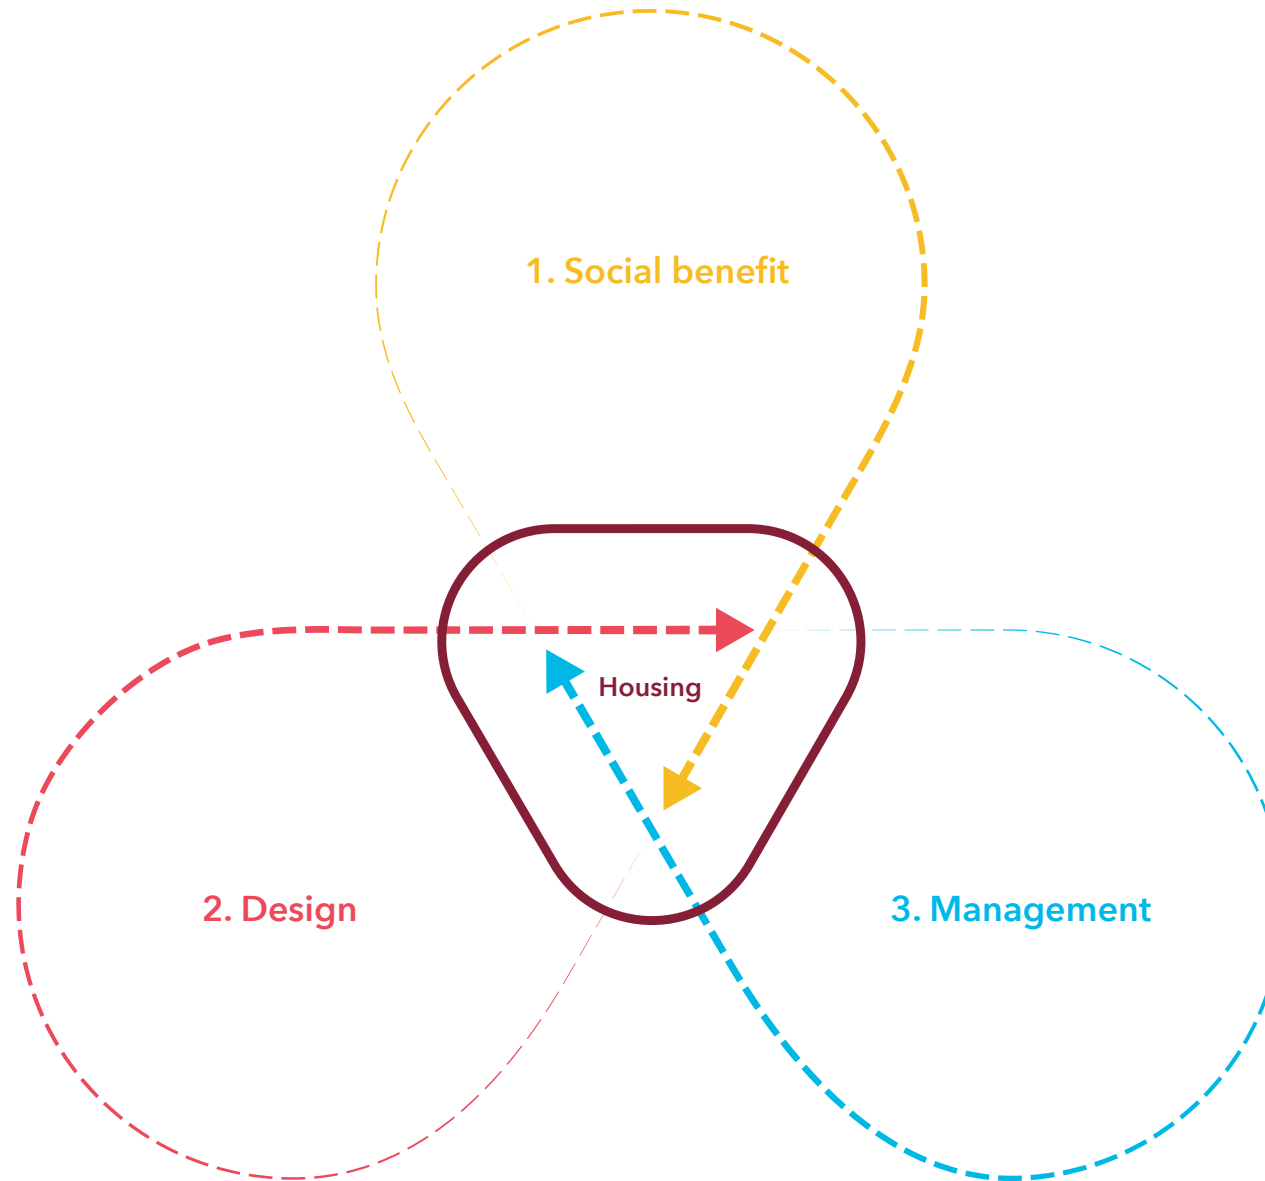 1. Social benefit
Housing
2. Design
3. Management